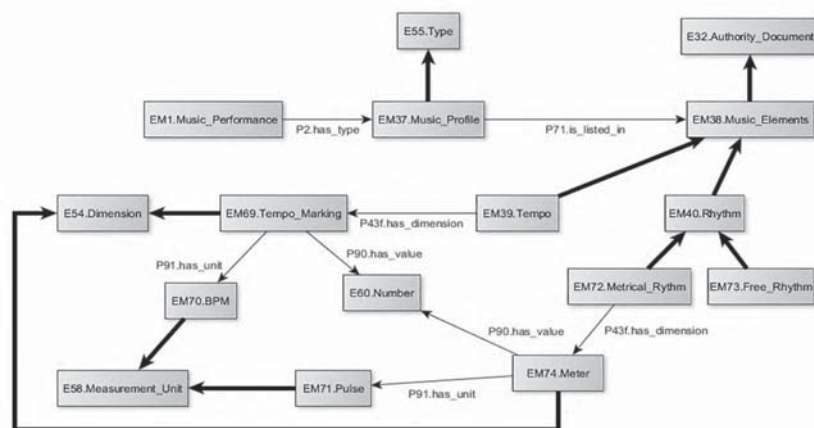 E55.Type
E32.Authority_Document
EM1.Music_Performance
P2.has_type
EM37.Music_Profile
P71.is_listed_in
EM38.Music_Elements
E54.Dimension
EM69.Tempo_Marking
P43f.has_dimension
EM39.Tempo
EM40.Rhythm
P91.has_unit
P90.has_value
EM70.BPM
E60.Number
EM72.Metrical_Rythm
EM73.Free_Rhythm
P90.has_value
P43f.has_dimension
E58.Measurement_Unit
EM71.Pulse
P91.has_unit
EM74.Meter